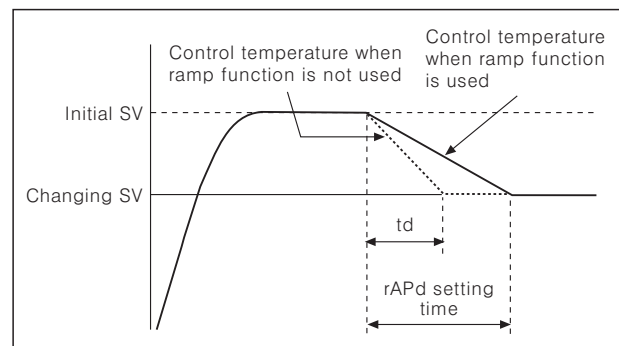 Control temperature when
ramp function is not used
Control temperature
when ramp function
is used
Initial SV
Changing SV
td
rAPd setting
time